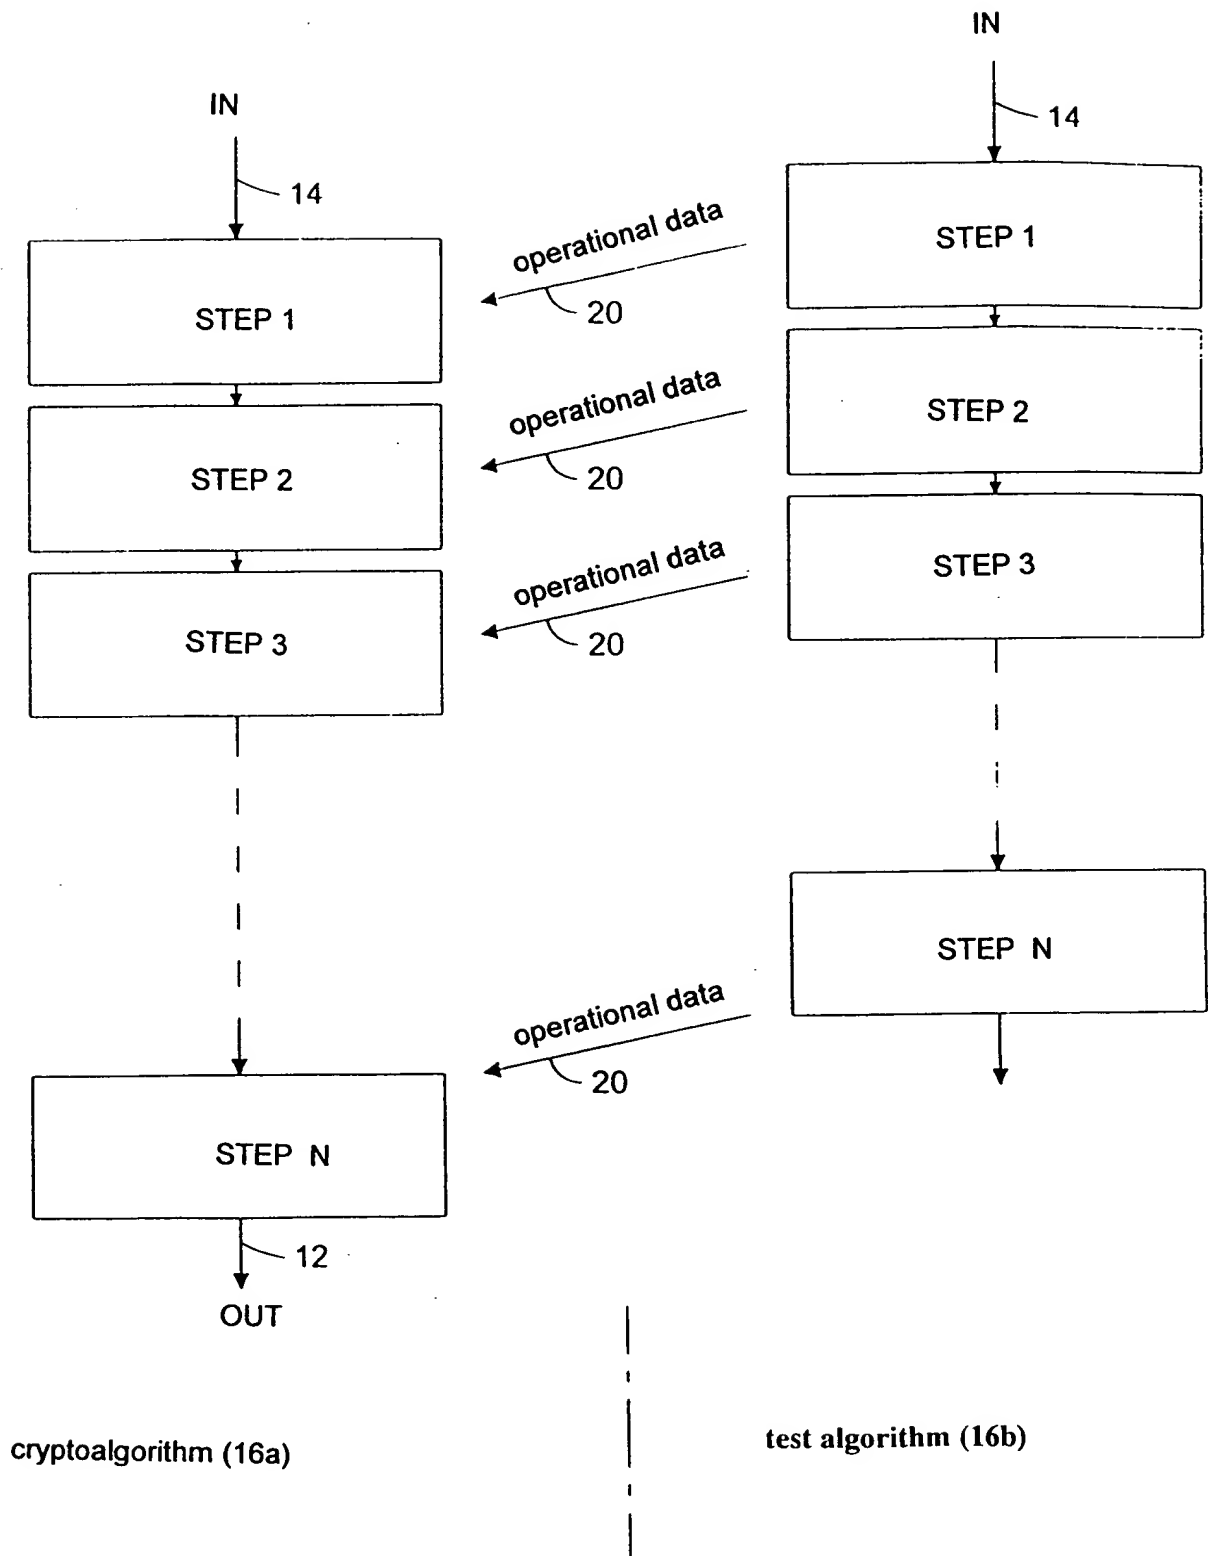 IN
14
STEP 1
STEP 2
STEP 3
STEP N
12
OUT
cryptoalgorithm (16a)
operational data
20
operational data
20
operational data
20
operational data
20
IN
14
STEP 1
STEP 2
STEP 3
STEP N
test algorithm (16b)